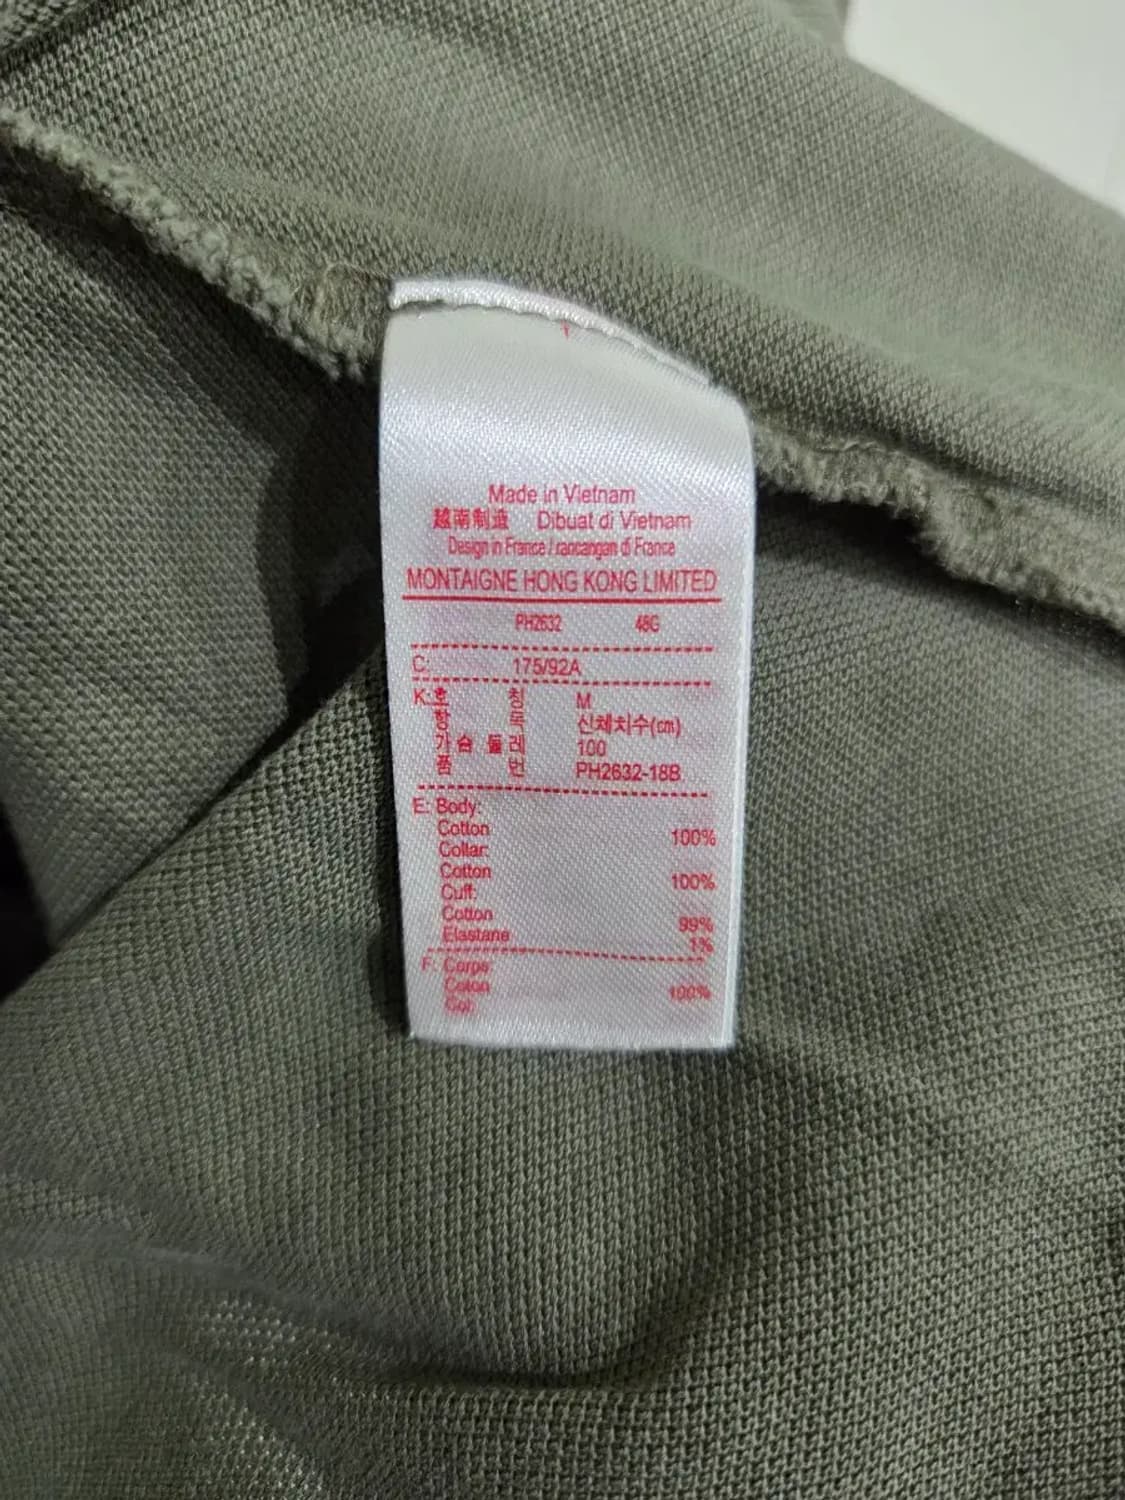 Made in Vietnam
越南制造 Dibuat di Vietnam
Design in France / rancangan di France
MONTAIGNE HONG KONG LIMITED
PH2632 48G
C: 175/92A
K: 호 칭 M
항 목 신체치수(cm)
가 슴 둘 레 100
품 번 PH2632-18B
E: Body:
Cotton 100%
Collar:
Cotton 100%
Cuff:
Cotton 99%
Elastane 1%
F: Corps:
Coton 100%
Col: